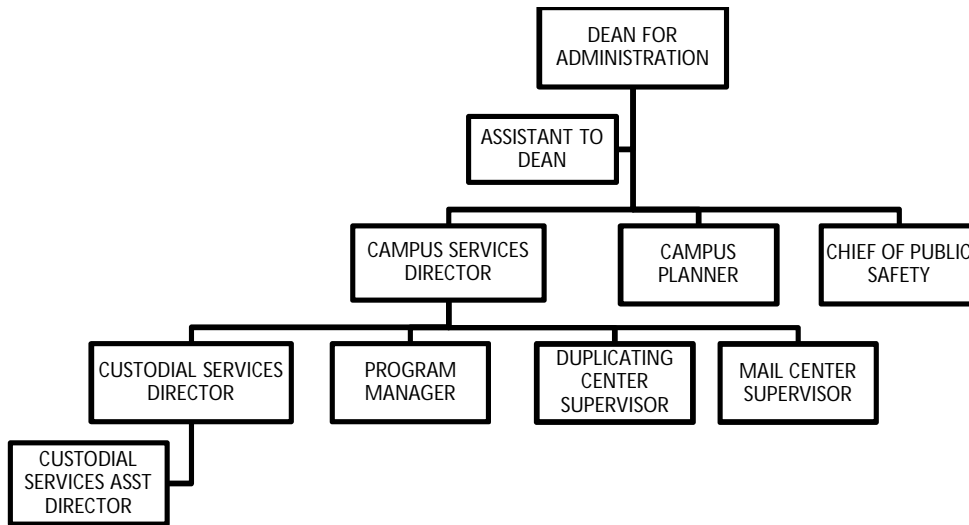 DEAN FOR
ADMINISTRATION
ASSISTANT TO
DEAN
CAMPUS SERVICES
DIRECTOR
CAMPUS
PLANNER
CHIEF OF PUBLIC
SAFETY
CUSTODIAL SERVICES
DIRECTOR
PROGRAM
MANAGER
DUPLICATING
CENTER
SUPERVISOR
MAIL CENTER
SUPERVISOR
CUSTODIAL
SERVICES ASST
DIRECTOR